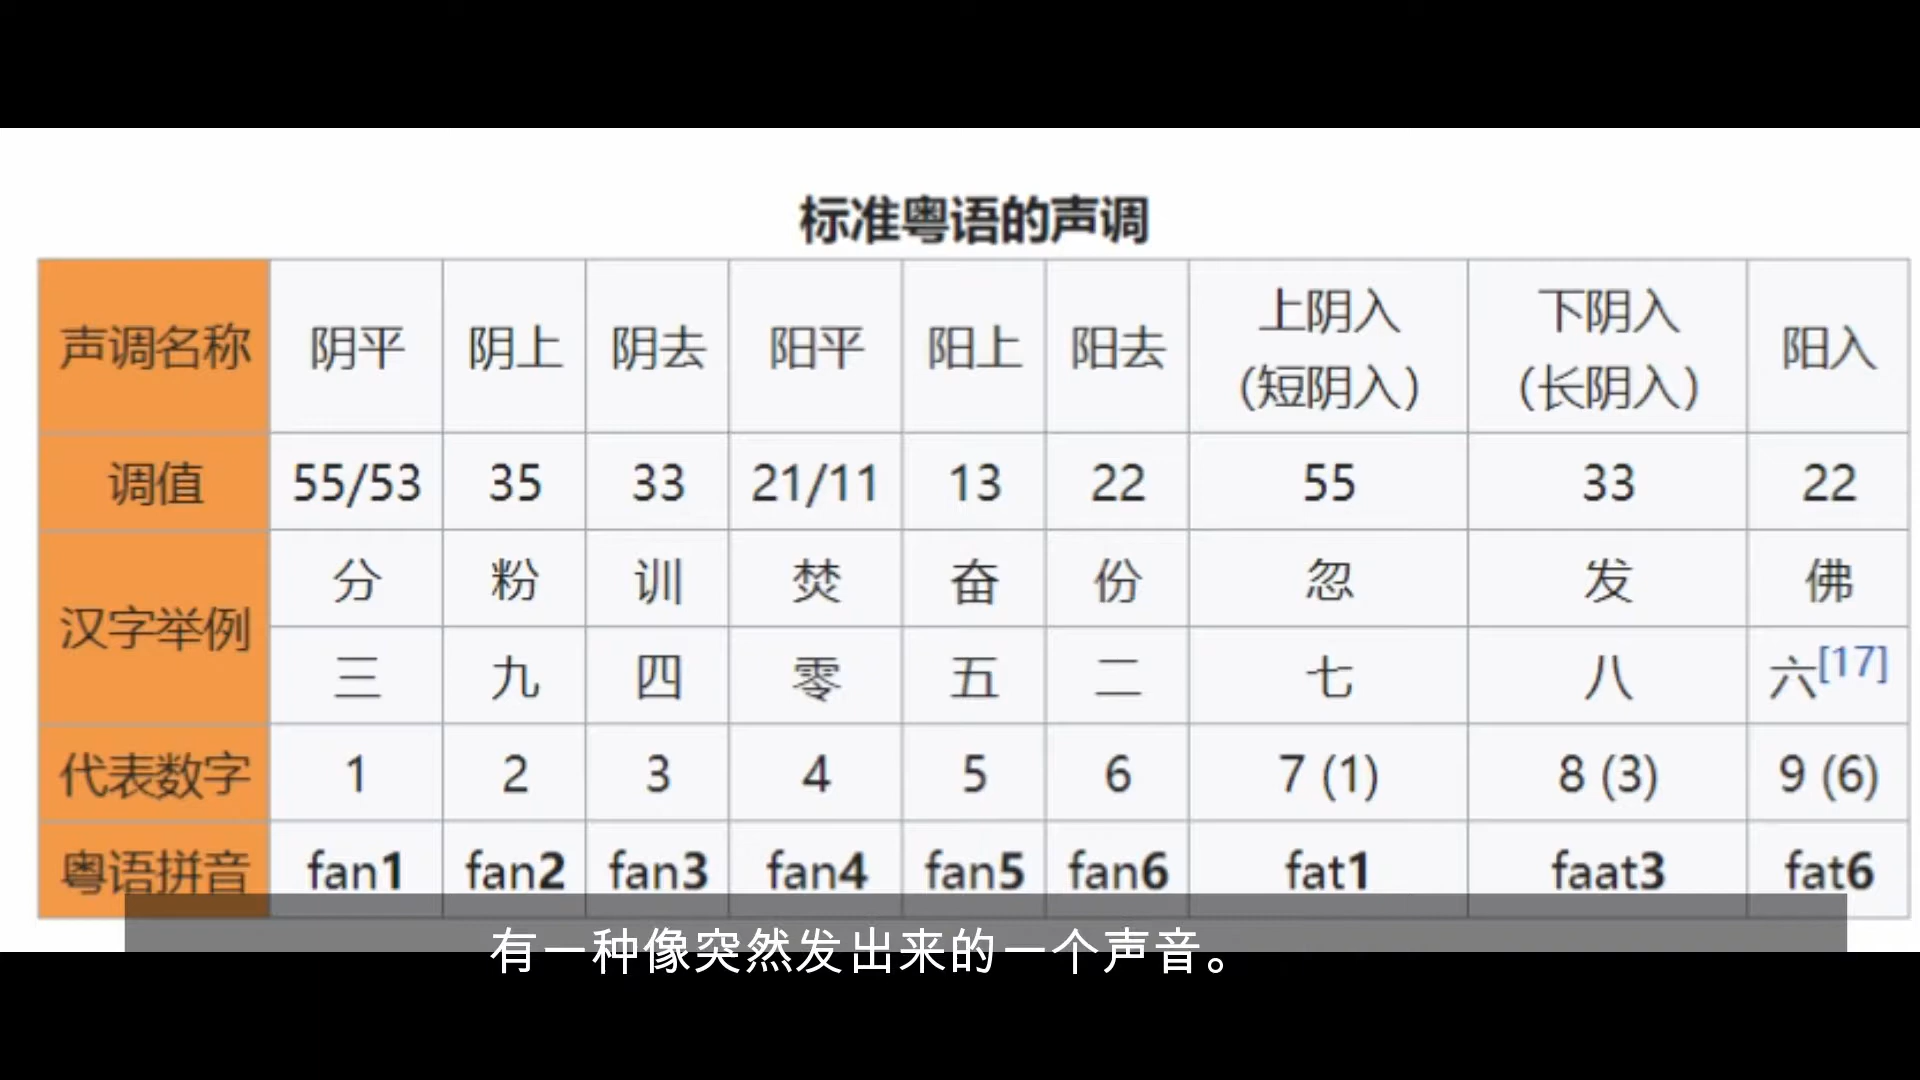 标准粤语的声调
声调名称 阴平 阴上 阴去 阳平 阳上 阳去 上阴入（短阴入） 下阴入（长阴入） 阳入
调值 55/53 35 33 21/11 13 22 55 33 22
汉字举例 分 粉 训 焚 奋 份 忽 发 佛
三 九 四 零 五 二 七 八 六[17]
代表数字 1 2 3 4 5 6 7 (1) 8 (3) 9 (6)
粤语拼音 fan1 fan2 fan3 fan4 fan5 fan6 fat1 faat3 fat6
有一种像突然发出来的一个声音。